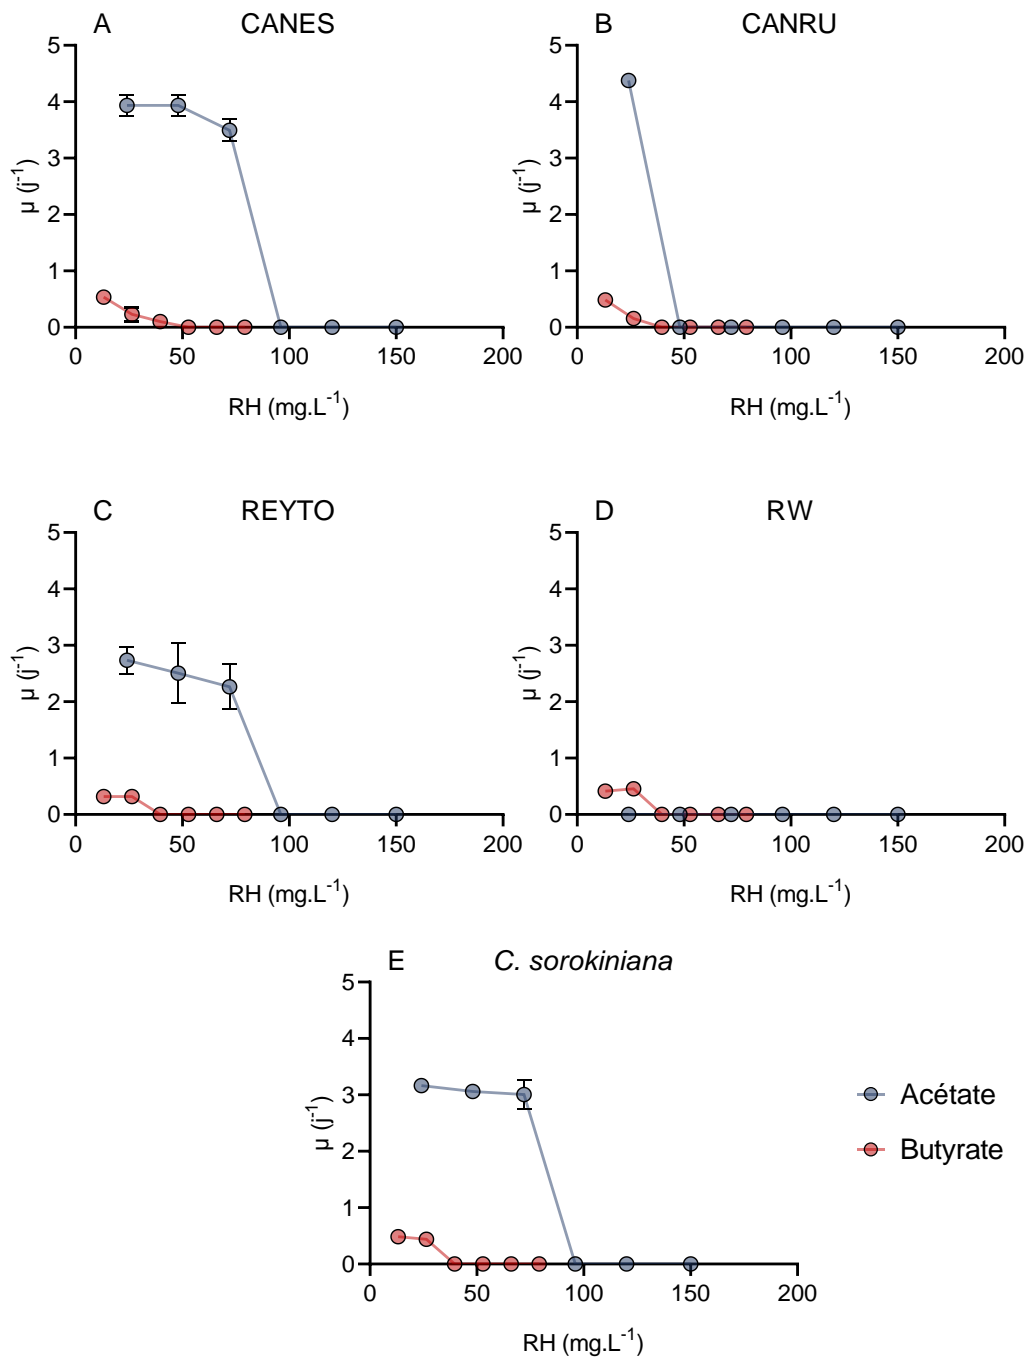 A CANES
5
4
3
2
1
0
µ (j⁻¹)
0 50 100 150 200
RH (mg.L⁻¹)
B CANRU
5
4
3
2
1
0
µ (j⁻¹)
0 50 100 150 200
RH (mg.L⁻¹)
C REYTO
5
4
3
2
1
0
µ (j⁻¹)
0 50 100 150 200
RH (mg.L⁻¹)
D RW
5
4
3
2
1
0
µ (j⁻¹)
0 50 100 150 200
RH (mg.L⁻¹)
E C. sorokiniana
5
4
3
2
1
0
µ (j⁻¹)
0 50 100 150 200
RH (mg.L⁻¹)
Acétate
Butyrate